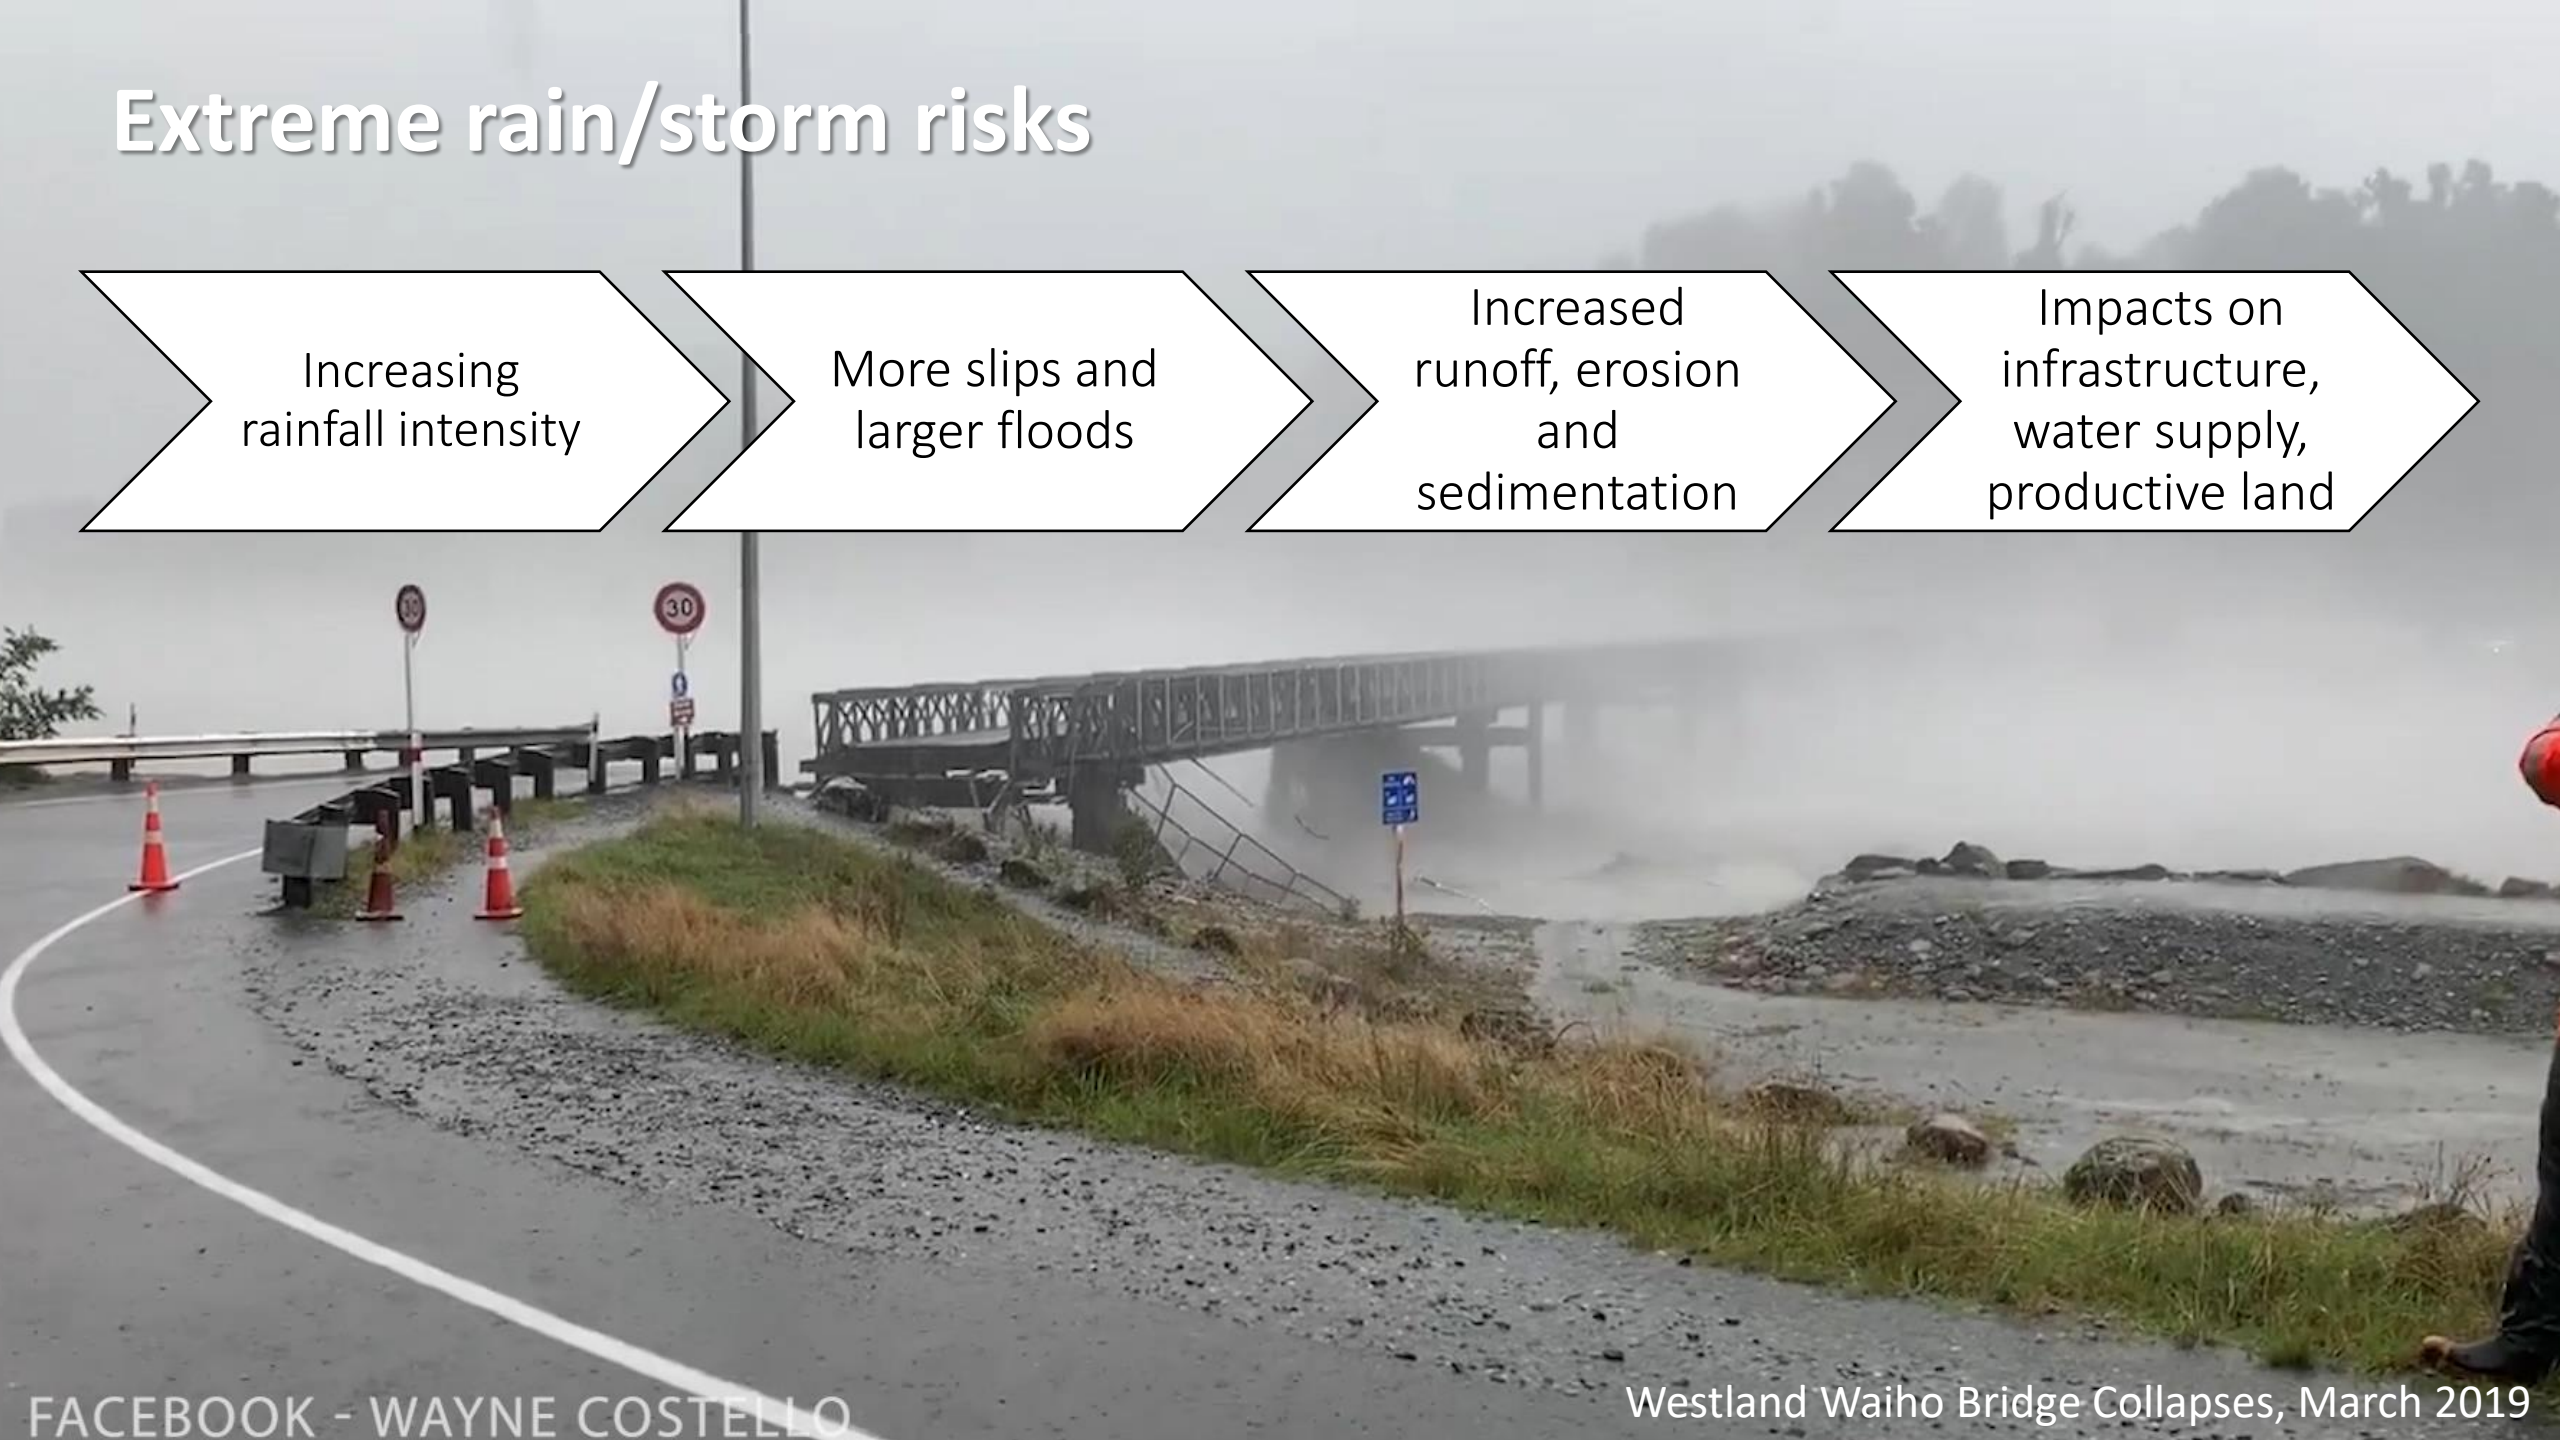 Extreme rain/storm risks
Increasing
rainfall intensity
More slips and
larger floods
Increased
runoff, erosion
and
sedimentation
Impacts on
infrastructure,
water supply,
productive land
30
30
FACEBOOK - WAYNE COSTELLO
Westland Waiho Bridge Collapses, March 2019